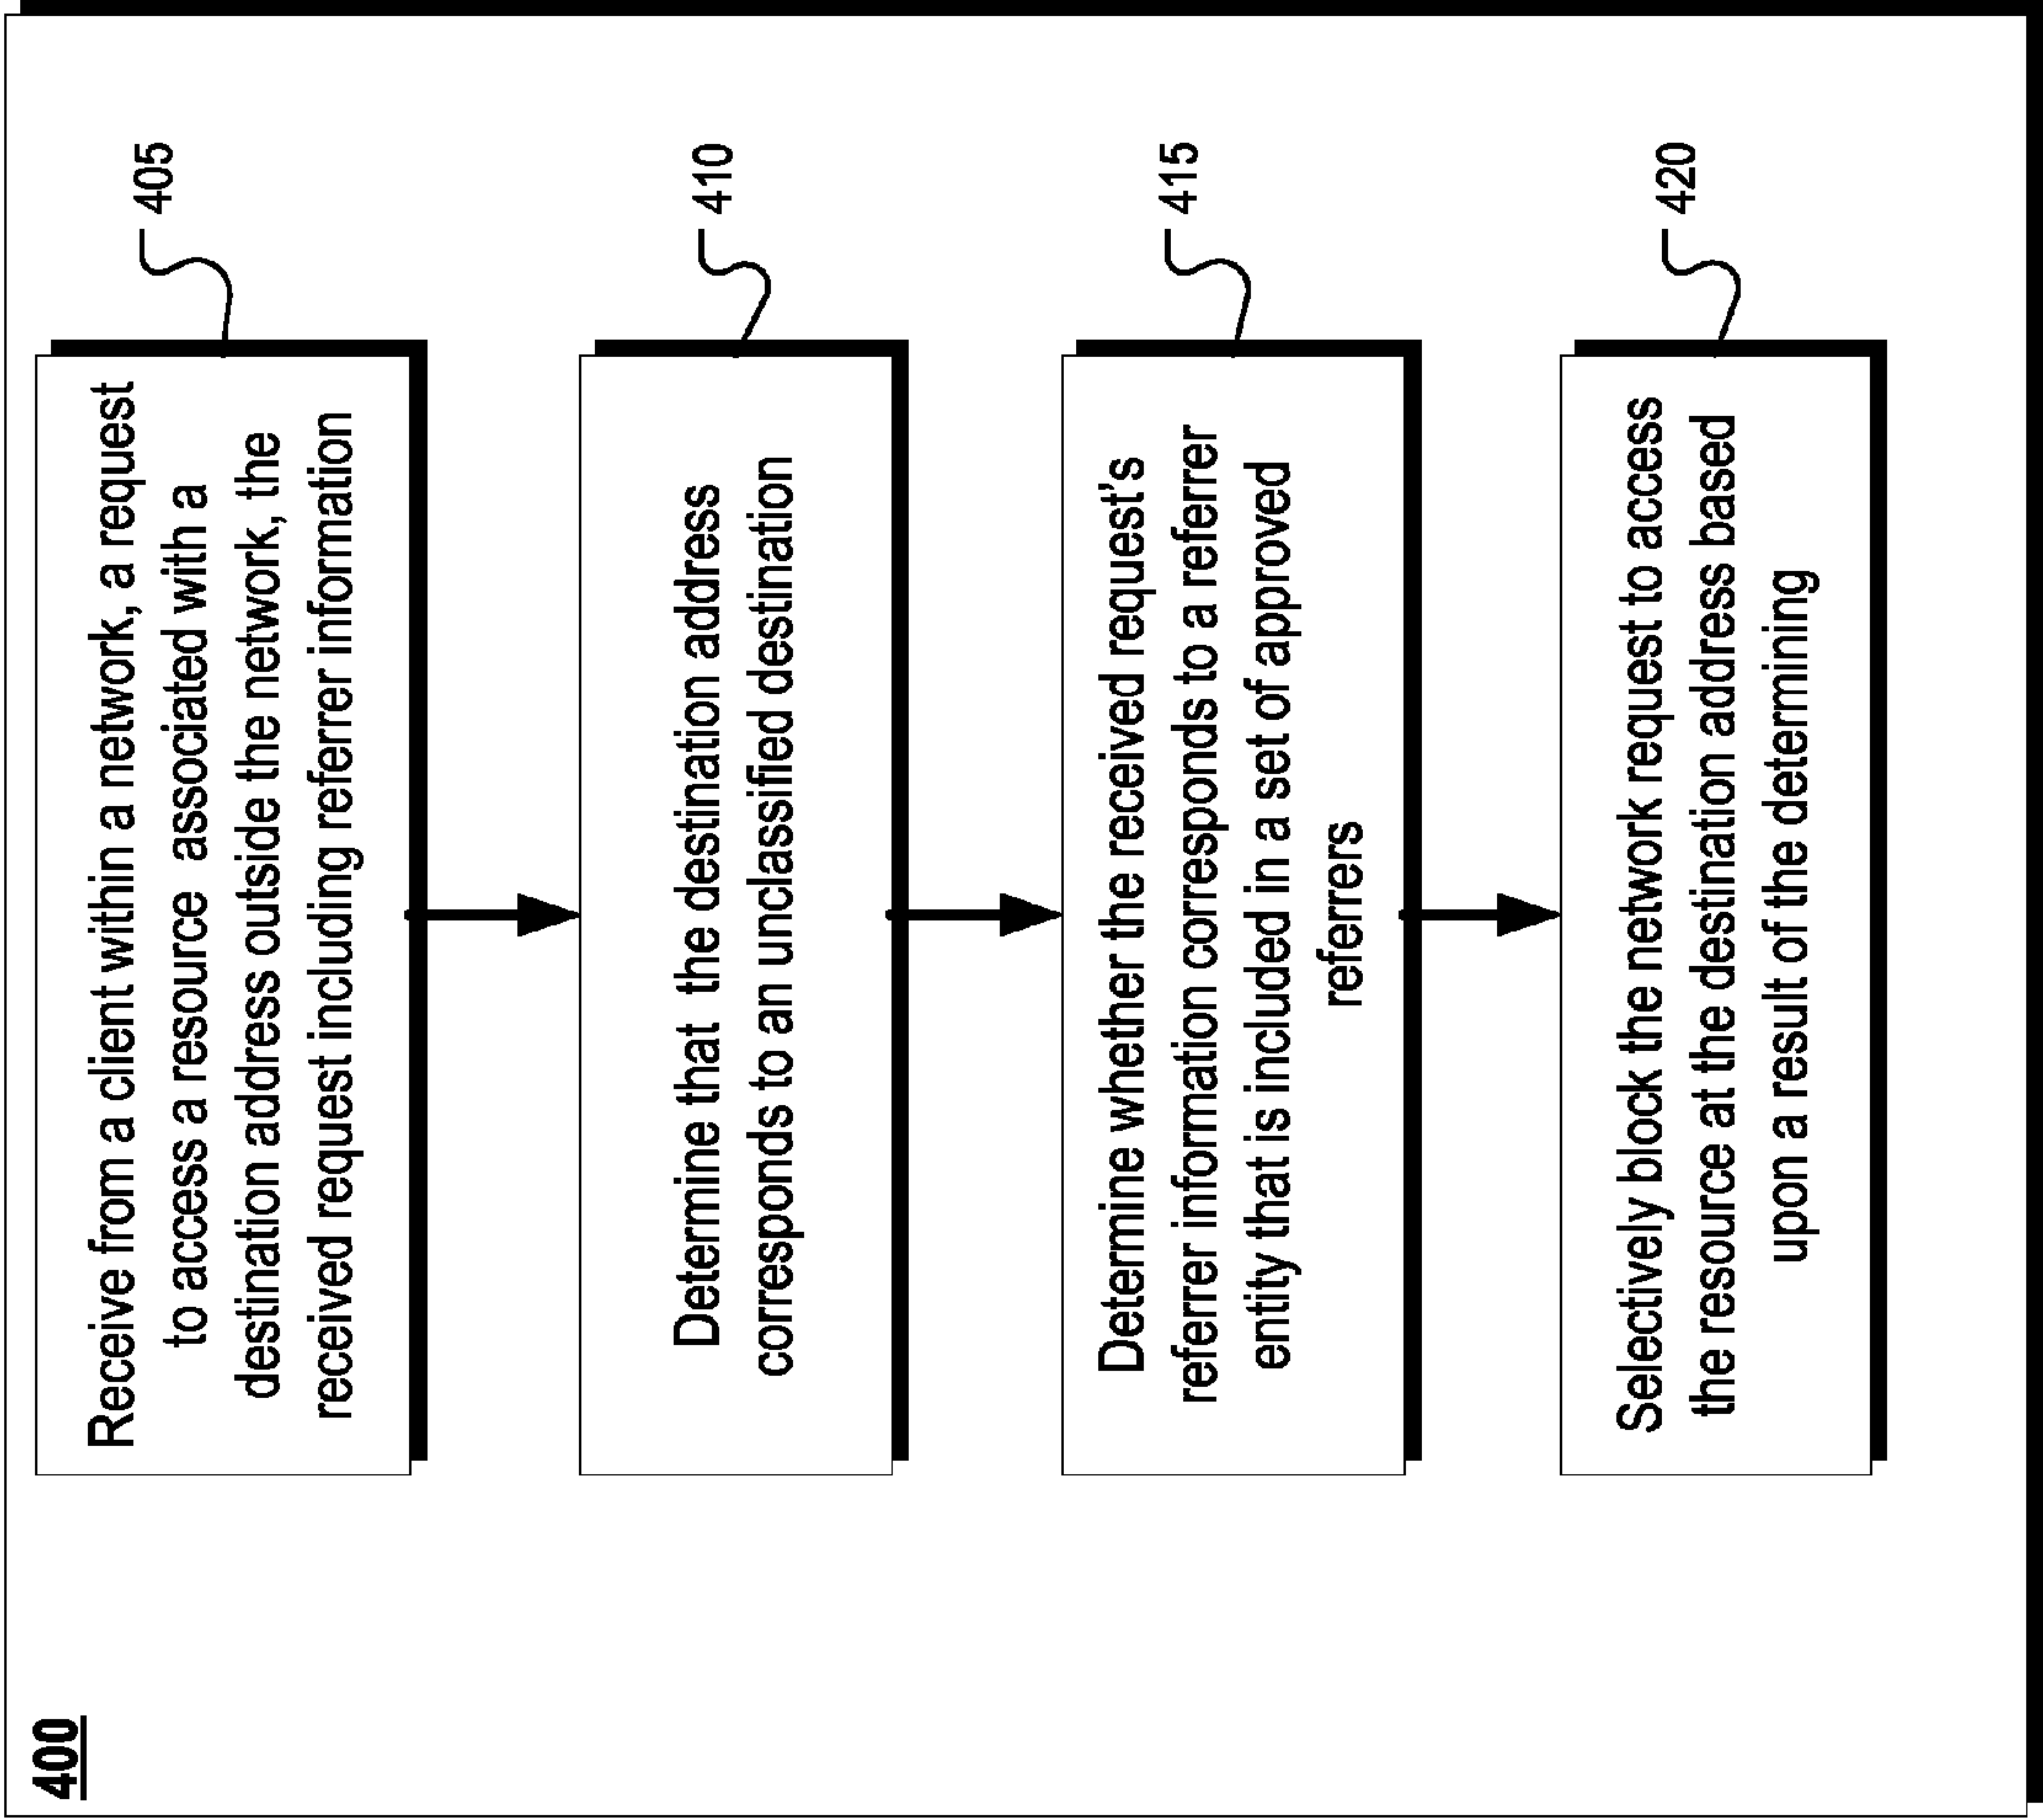 400
Receive from a client within a network, a request
to access a resource associated with a
destination address outside the network, the
received request including referrer information
405
Determine that the destination address
corresponds to an unclassified destination
410
Determine whether the received request's
referrer information corresponds to a referrer
entity that is included in a set of approved
referrers
415
Selectively block the network request to access
the resource at the destination address based
upon a result of the determining
420